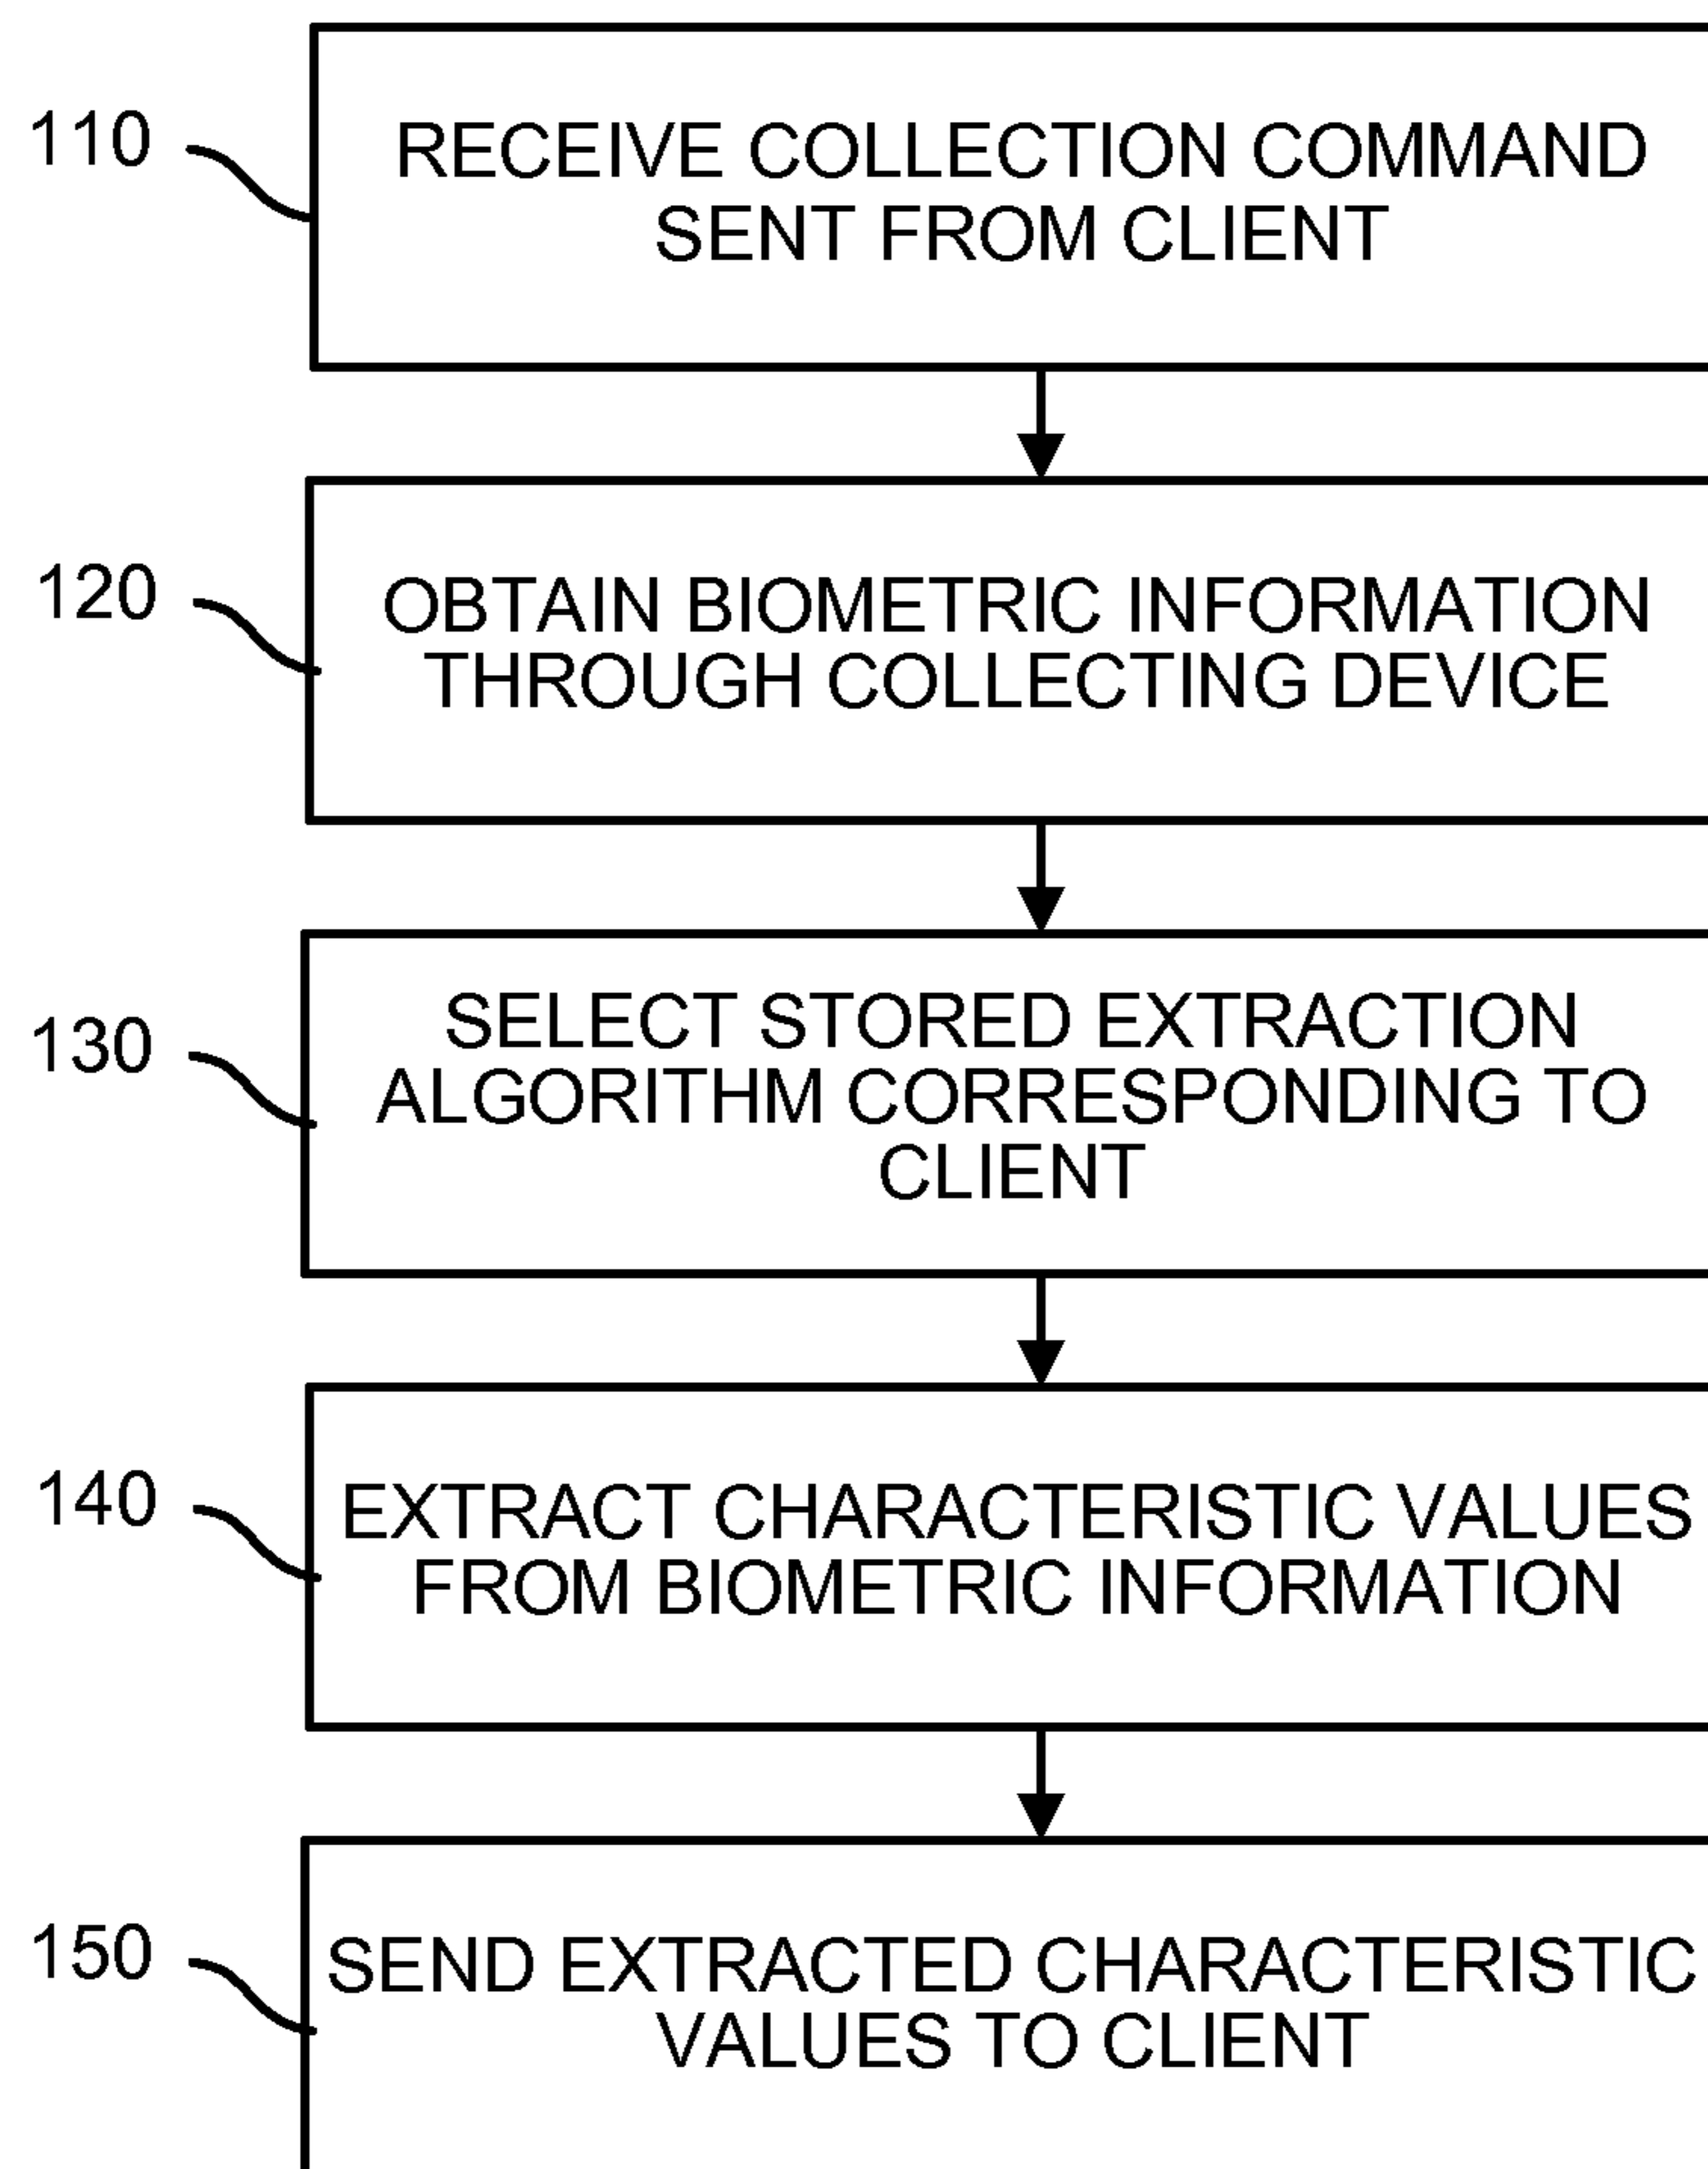 110
RECEIVE COLLECTION COMMAND
SENT FROM CLIENT
120
OBTAIN BIOMETRIC INFORMATION
THROUGH COLLECTING DEVICE
130
SELECT STORED EXTRACTION
ALGORITHM CORRESPONDING TO
CLIENT
140
EXTRACT CHARACTERISTIC VALUES
FROM BIOMETRIC INFORMATION
150
SEND EXTRACTED CHARACTERISTIC
VALUES TO CLIENT